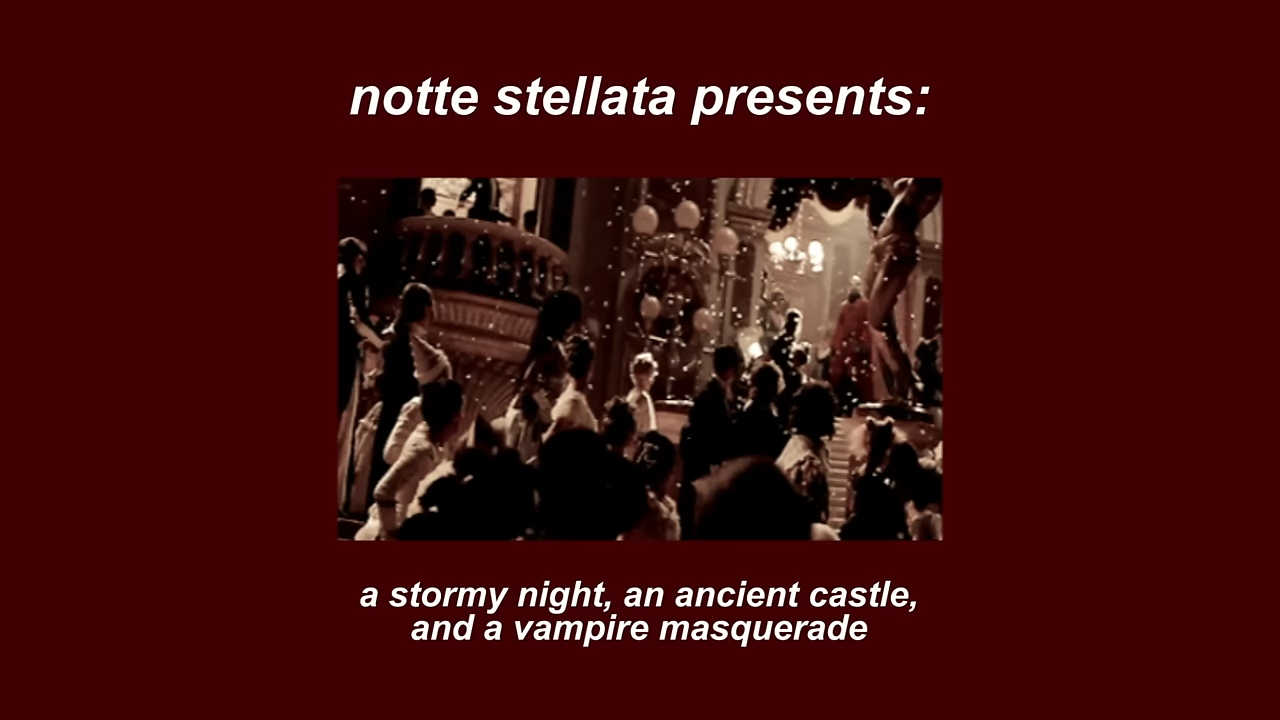 notte stellata presents:
a stormy night, an ancient castle,
and a vampire masquerade